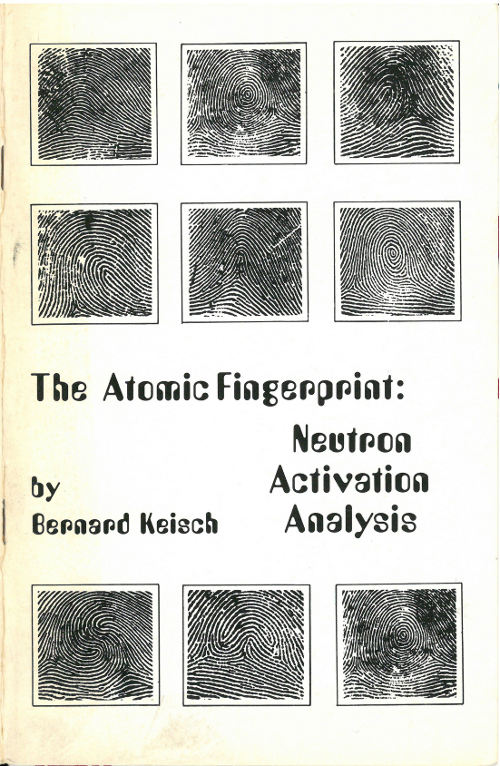 The Atomic Fingerprint:
Neutron
Activation
Analysis
by
Bernard Keisch